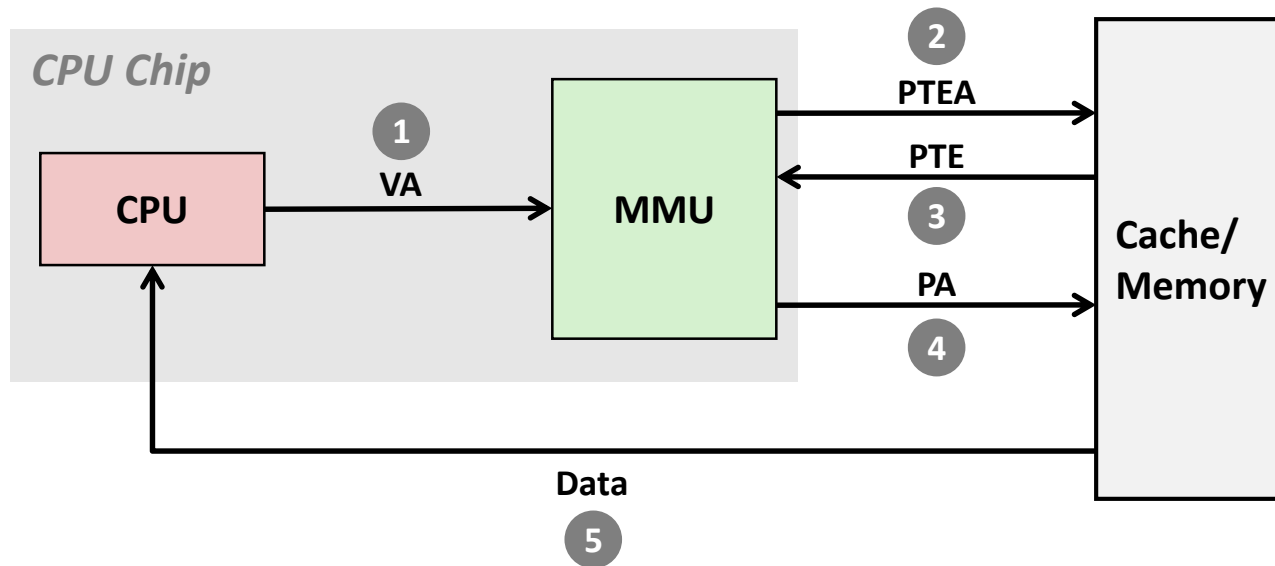 CPU Chip
2
PTEA
1
VA
PTE
CPU
MMU
3
Cache/
Memory
PA
4
Data
5